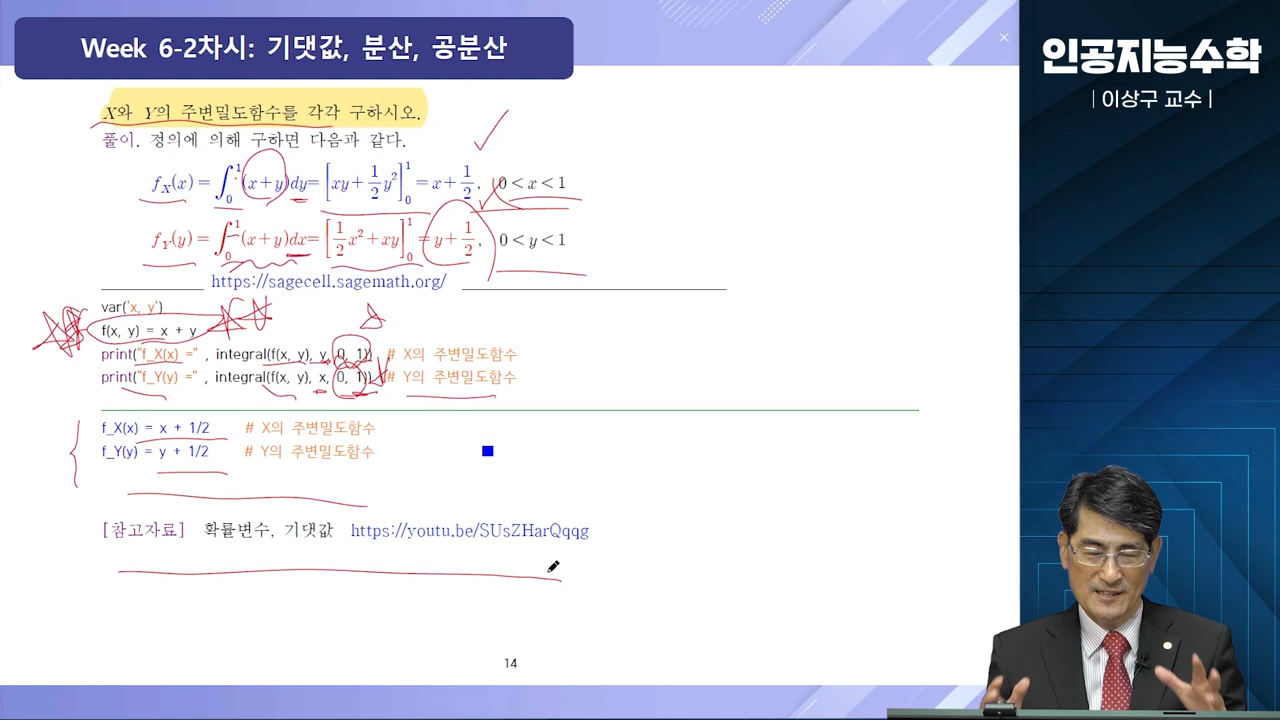 Week 6-2차시: 기댓값, 분산, 공분산
인공지능수학
| 이상구 교수 |
X와 Y의 주변밀도함수를 각각 구하시오.
풀이. 정의에 의해 구하면 다음과 같다.
f_X(x) = ∫_0^1 (x+y)dy = [xy + 1/2 y²]_0^1 = x + 1/2, 0 < x < 1
f_Y(y) = ∫_0^1 (x+y)dx = [1/2 x² + xy]_0^1 = y + 1/2, 0 < y < 1
https://sagecell.sagemath.org/
var('x, y')
f(x, y) = x + y
print("f_X(x) =" , integral(f(x, y), y, 0, 1)) # X의 주변밀도함수
print("f_Y(y) =" , integral(f(x, y), x, 0, 1)) # Y의 주변밀도함수
f_X(x) = x + 1/2 # X의 주변밀도함수
f_Y(y) = y + 1/2 # Y의 주변밀도함수
[참고자료] 확률변수, 기댓값 https://youtu.be/SUsZHarQqqg
14